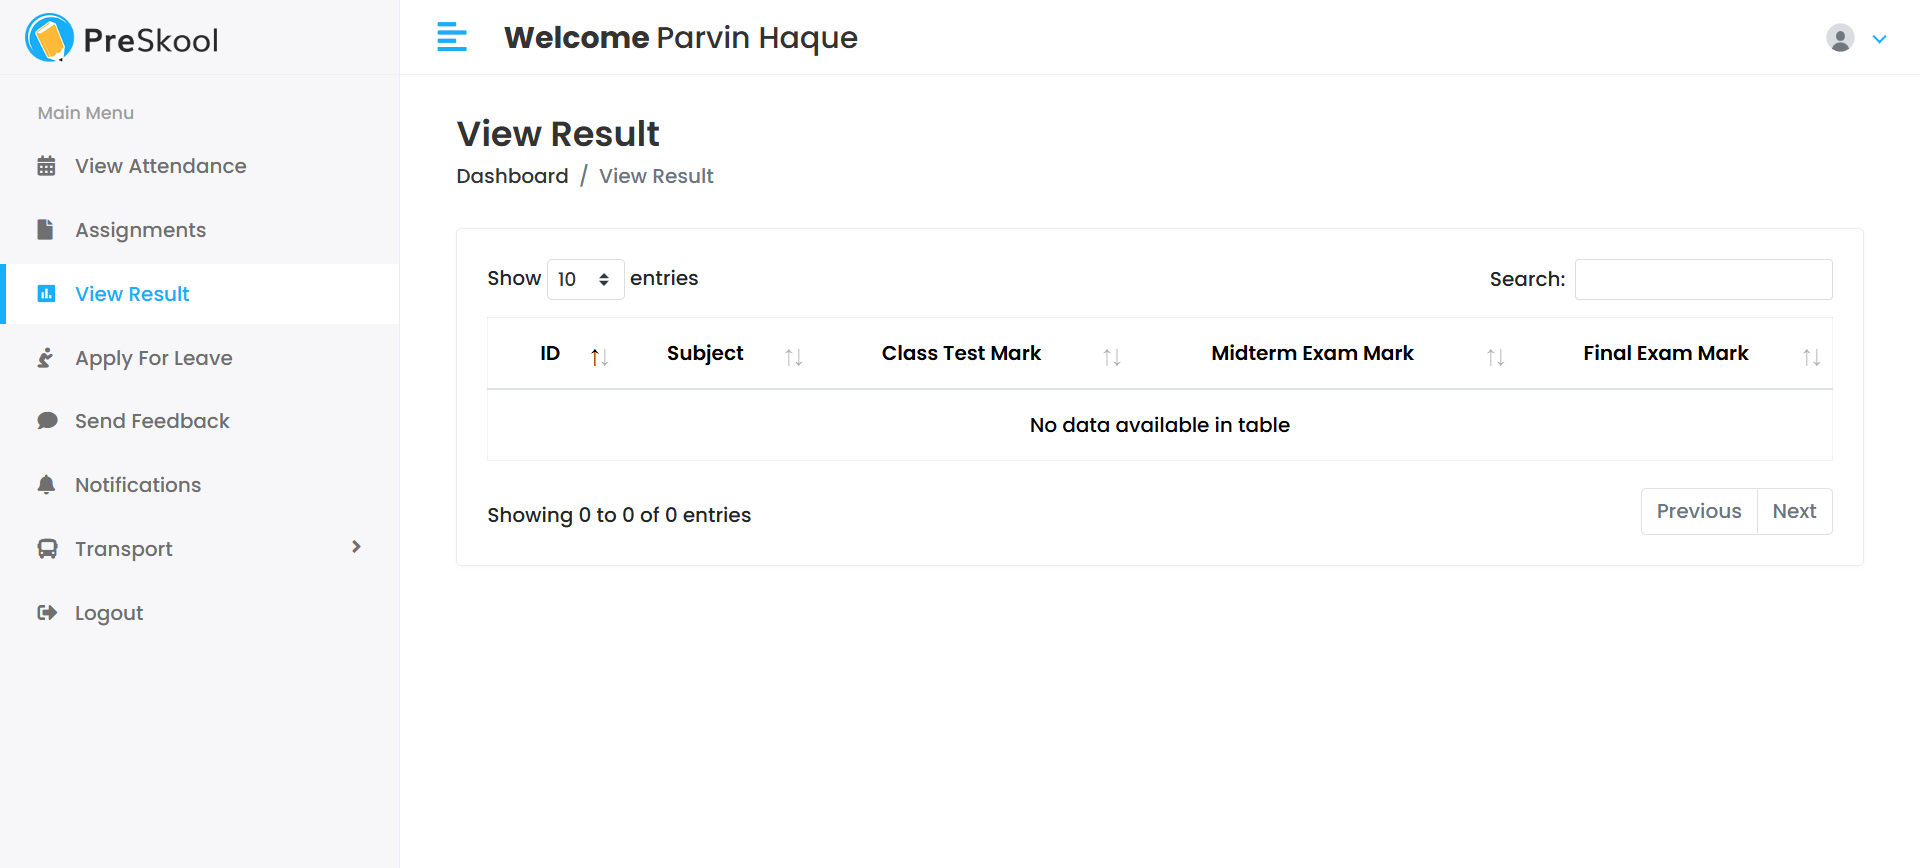 PreSkool
Welcome Parvin Haque
Main Menu
View Attendance
Assignments
View Result
Apply For Leave
Send Feedback
Notifications
Transport
Logout
View Result
Dashboard / View Result
Show 10 entries
Search:
ID Subject Class Test Mark Midterm Exam Mark Final Exam Mark
No data available in table
Showing 0 to 0 of 0 entries
Previous Next